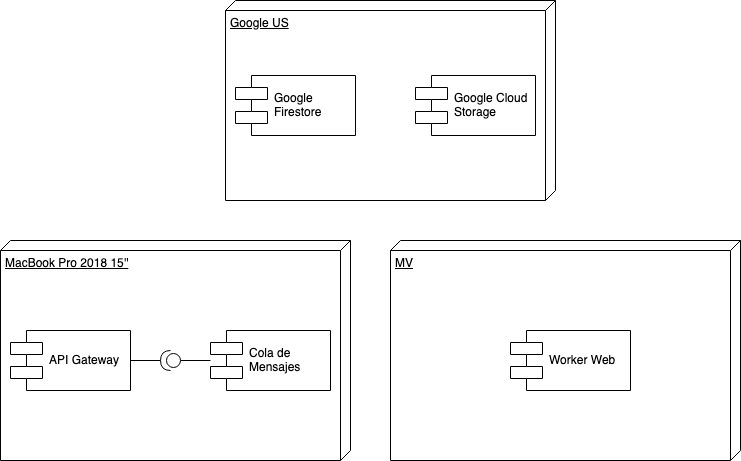 Google US
Google
Firestore
Google Cloud
Storage
MacBook Pro 2018 15"
API Gateway
Cola de
Mensajes
MV
Worker Web